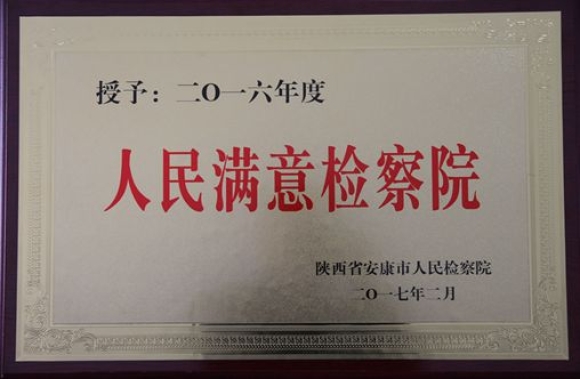 授予：二〇一六年度
人民满意检察院
陕西省安康市人民检察院
二〇一七年二月